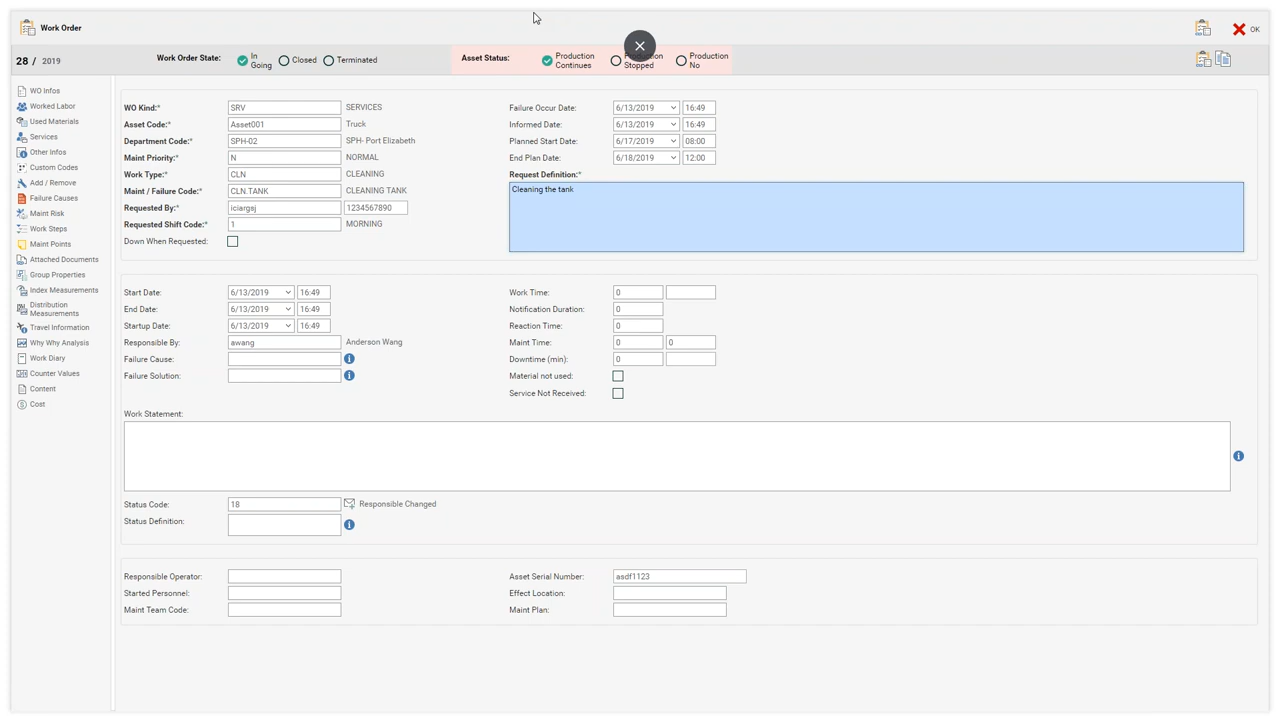 Work Order
OK
28 / 2019
Work Order State:
In Going
Closed
Terminated
Asset Status:
Production Continues
Stopped
Production No
WO Infos
Worked Labor
Used Materials
Services
Other Infos
Custom Codes
Add / Remove
Failure Causes
Maint Risk
Work Steps
Maint Points
Attached Documents
Group Properties
Index Measurements
Distribution
Measurements
Travel Information
Why Why Analysis
Work Diary
Counter Values
Content
Cost
WO Kind:* SRV SERVICES
Asset Code:* Asset001 Truck
Department Code:* SPH-02 SPH- Port Elizabeth
Maint Priority:* N NORMAL
Work Type:* CLN CLEANING
Maint / Failure Code:* CLN.TANK CLEANING TANK
Requested By:* iciargsj 1234567890
Requested Shift Code:* 1 MORNING
Down When Requested:
Failure Occur Date: 6/13/2019 16:49
Informed Date: 6/13/2019 16:49
Planned Start Date: 6/17/2019 08:00
End Plan Date: 6/18/2019 12:00
Request Definition:*
Cleaning the tank
Start Date: 6/13/2019 16:49
End Date: 6/13/2019 16:49
Startup Date: 6/13/2019 16:49
Responsible By: awang Anderson Wang
Failure Cause:
Failure Solution:
Work Time: 0
Notification Duration: 0
Reaction Time: 0
Maint Time: 0 0
Downtime (min): 0
Material not used:
Service Not Received:
Work Statement:
Status Code: 18 Responsible Changed
Status Definition:
Responsible Operator:
Started Personnel:
Maint Team Code:
Asset Serial Number: asdf1123
Effect Location:
Maint Plan: